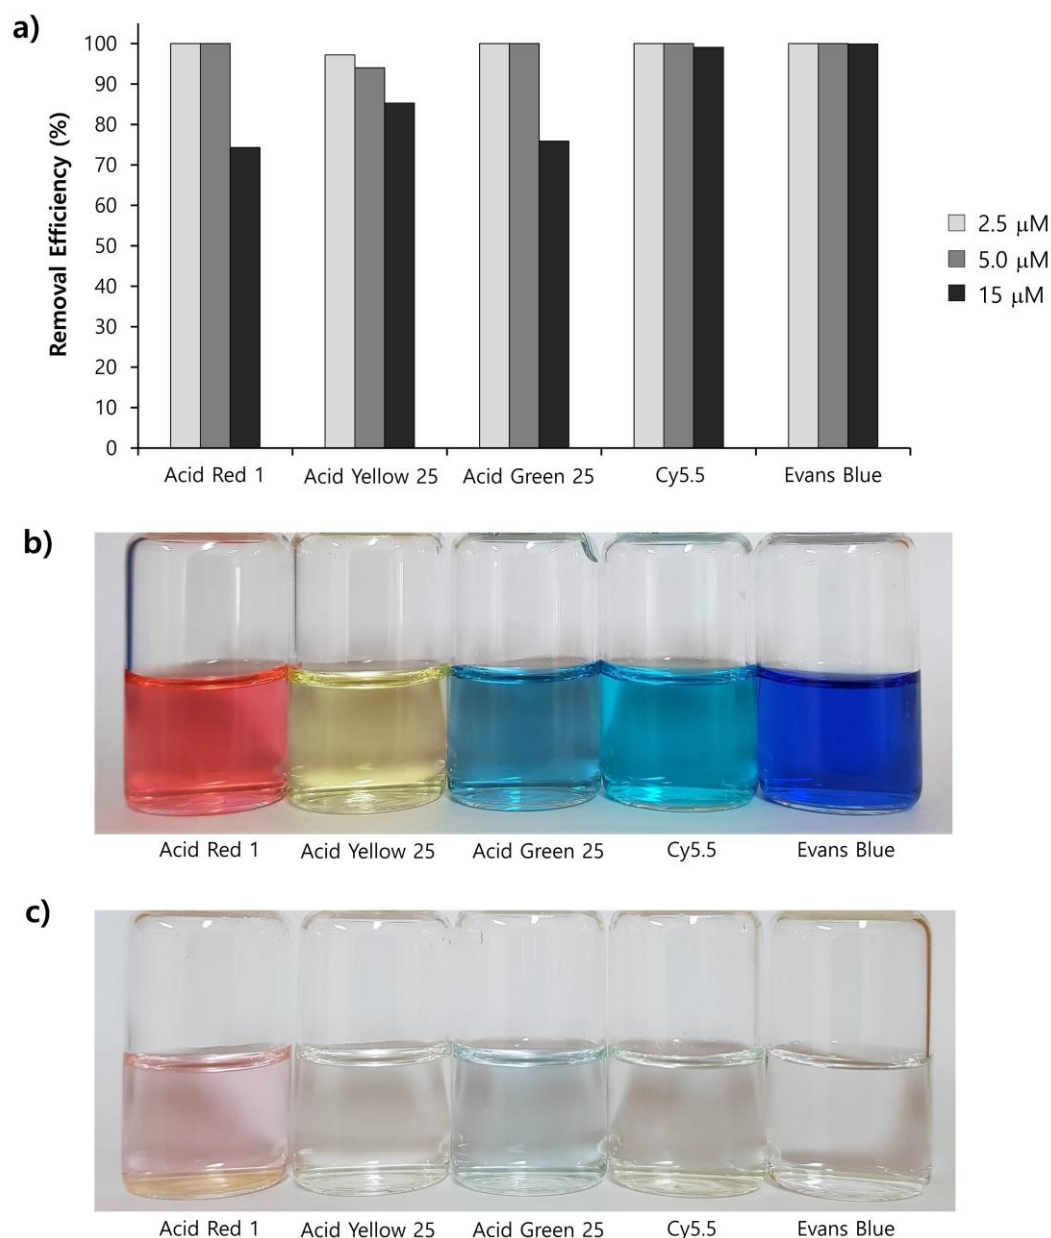 a)
Removal Efficiency (%)
100
90
80
70
60
50
40
30
20
10
0
Acid Red 1 Acid Yellow 25 Acid Green 25 Cy5.5 Evans Blue
2.5 μM
5.0 μM
15 μM
b)
Acid Red 1 Acid Yellow 25 Acid Green 25 Cy5.5 Evans Blue
c)
Acid Red 1 Acid Yellow 25 Acid Green 25 Cy5.5 Evans Blue